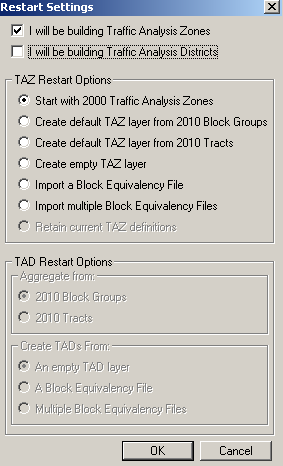 Restart Settings
I will be building Traffic Analysis Zones
I will be building Traffic Analysis Districts
TAZ Restart Options
Start with 2000 Traffic Analysis Zones
Create default TAZ layer from 2010 Block Groups
Create default TAZ layer from 2010 Tracts
Create empty TAZ layer
Import a Block Equivalency File
Import multiple Block Equivalency Files
Retain current TAZ definitions
TAD Restart Options
Aggregate from:
2010 Block Groups
2010 Tracts
Create TADs From:
An empty TAD layer
A Block Equivalency File
Multiple Block Equivalency Files
OK Cancel